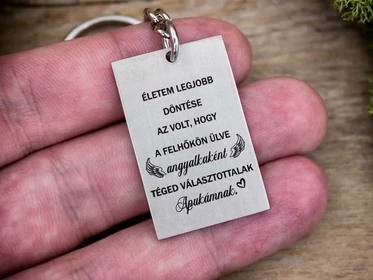 ÉLETEM LEGJOBB
DÖNTÉSE
AZ VOLT, HOGY
A FELHŐKÖN ÜLVE
angyalkaként
TÉGED VÁLASZTOTTALAK
Apukámnak.